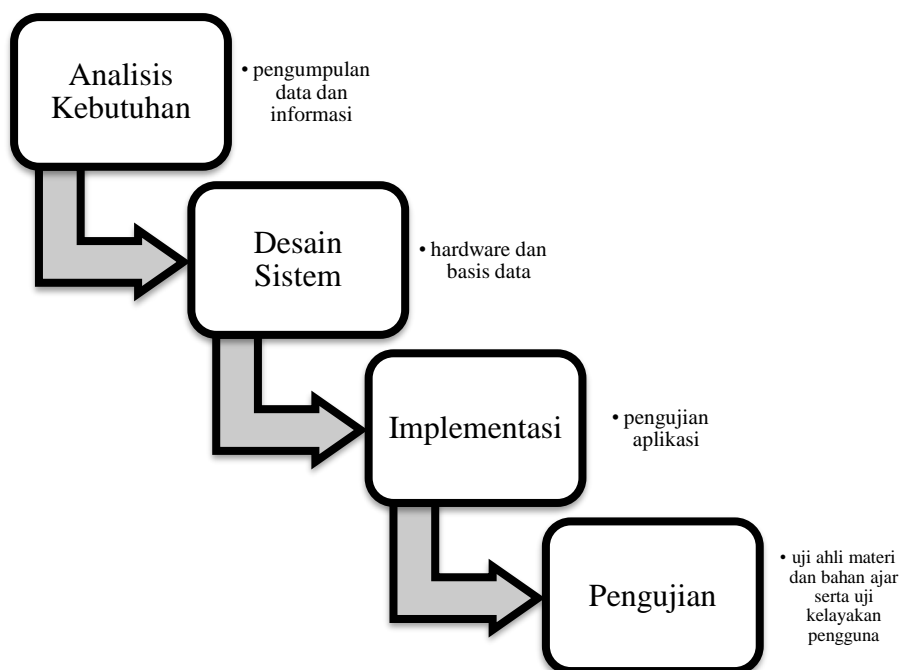 Analisis
Kebutuhan
• pengumpulan
data dan
informasi
Desain
Sistem
• hardware dan
basis data
Implementasi
• pengujian
aplikasi
Pengujian
• uji ahli materi
dan bahan ajar
serta uji
kelayakan
pengguna